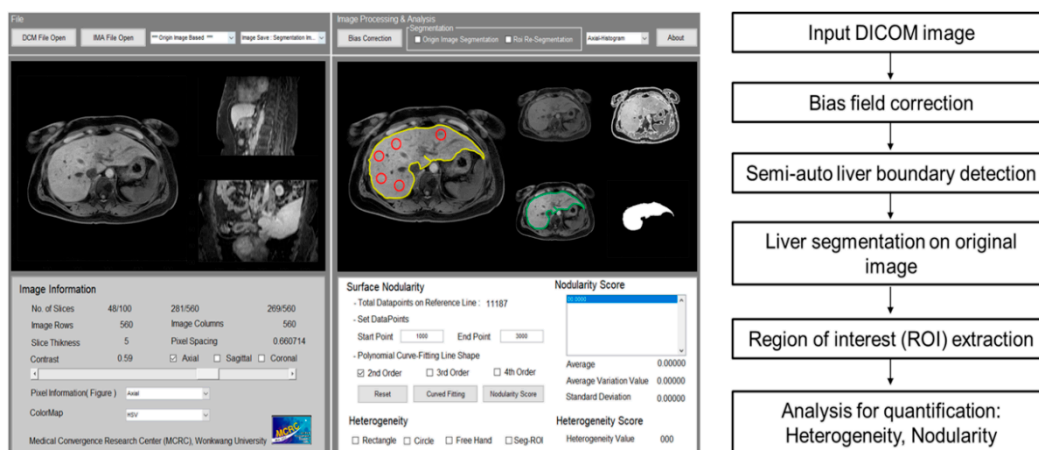 File
DCM File Open
IMA File Open
*** Origin Image Based ***
Image Save : Segmentation Im...
Image Processing & Analysis
Bias Correction
Segmentation
Origin Image Segmentation
Roi Re-Segmentation
Axial-Histogram
About
Image Information
No. of Slices 48/100 281/560 269/560
Image Rows 560 Image Columns 560
Slice Thikness 5 Pixel Spacing 0.660714
Contrast 0.59 Axial Sagittal Coronal
Pixel Information( Figure ) Axial
ColorMap HSV
Medical Convergence Research Center (MCRC), Wonkwang University
MCRC
Surface Nodularity
- Total Datapoints on Reference Line : 11187
- Set DataPoints
Start Point 1000 End Point 3000
- Polynomial Curve-Fitting Line Shape
2nd Order 3rd Order 4th Order
Reset Curved Fitting Nodularity Score
Heterogeneity
Rectangle Circle Free Hand Seg-ROI
Nodularity Score
Average 0.00000
Average Variation Value 0.00000
Standard Deviation 0.00000
Heterogeneity Score
Heterogeneity Value 000
Input DICOM image
Bias field correction
Semi-auto liver boundary detection
Liver segmentation on original
image
Region of interest (ROI) extraction
Analysis for quantification:
Heterogeneity, Nodularity